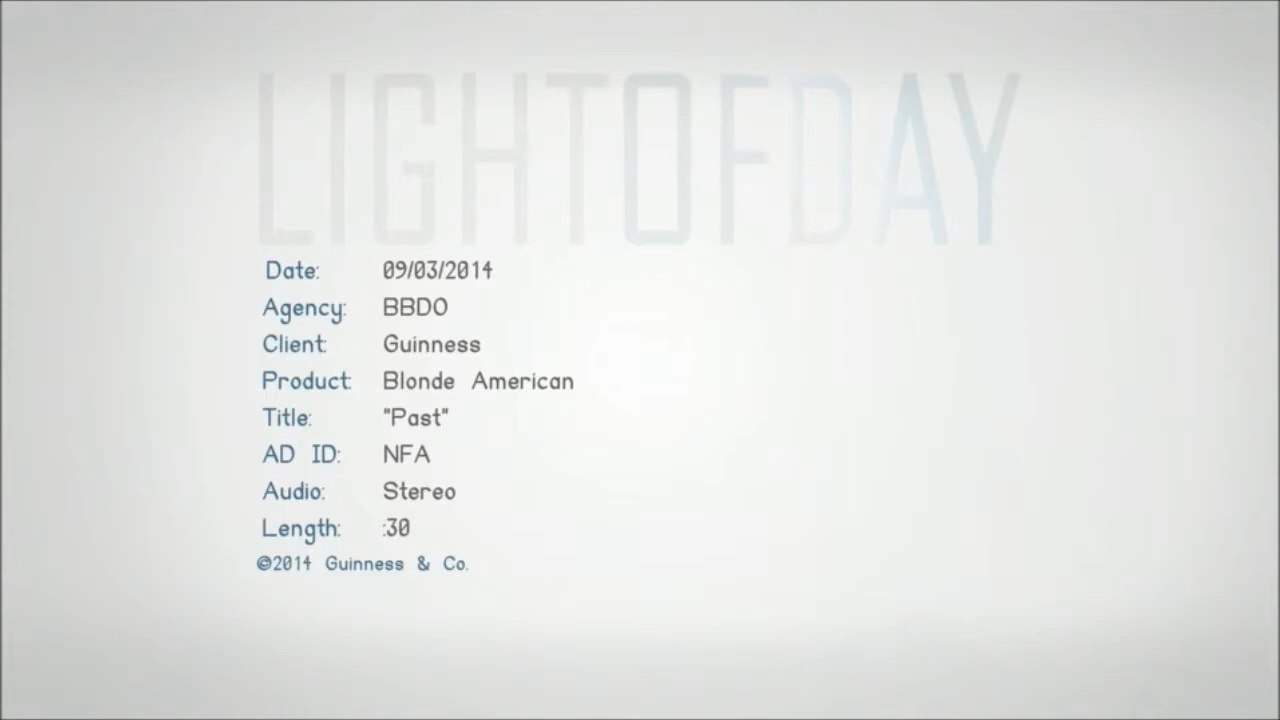 LIGHTOFDAY
Date: 09/03/2014
Agency: BBDO
Client: Guinness
Product: Blonde American
Title: "Past"
AD ID: NFA
Audio: Stereo
Length: :30
©2014 Guinness & Co.